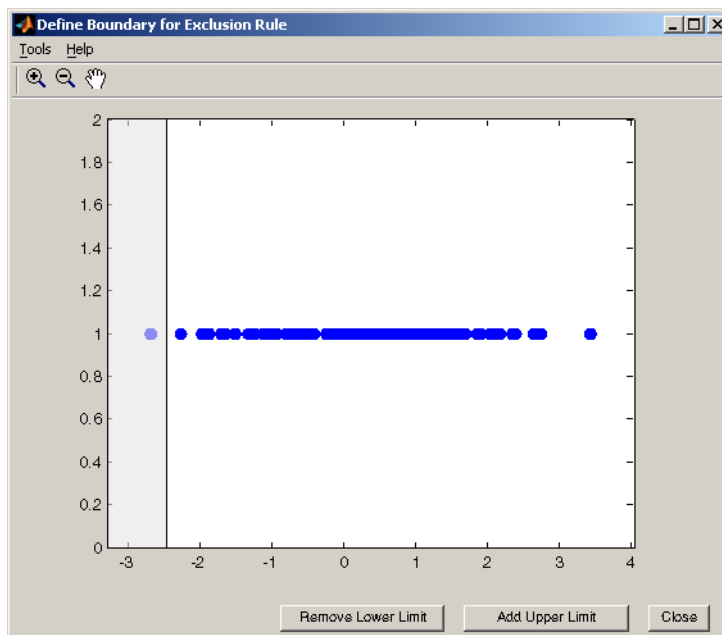 Define Boundary for Exclusion Rule
Tools Help
2
1.8
1.6
1.4
1.2
1
0.8
0.6
0.4
0.2
0
-3 -2 -1 0 1 2 3 4
Remove Lower Limit Add Upper Limit Close